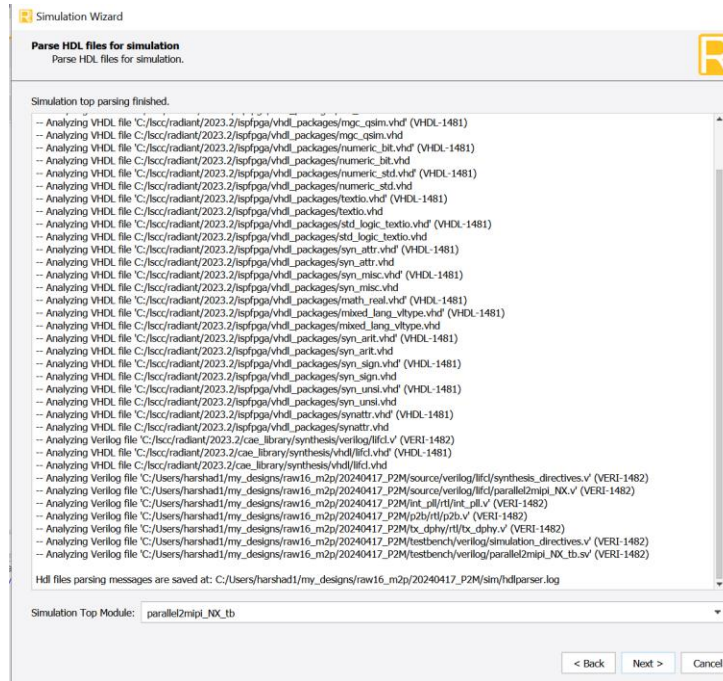 Simulation Wizard
Parse HDL files for simulation
Parse HDL files for simulation.
R
Simulation top parsing finished.
-- Analyzing VHDL file 'C:/lscc/radiant/2023.2/ispfpga/vhdl_packages/mgc_qsim.vhd' (VHDL-1481)
-- Analyzing VHDL file C:/lscc/radiant/2023.2/ispfpga/vhdl_packages/mgc_qsim.vhd
-- Analyzing VHDL file 'C:/lscc/radiant/2023.2/ispfpga/vhdl_packages/numeric_bit.vhd' (VHDL-1481)
-- Analyzing VHDL file C:/lscc/radiant/2023.2/ispfpga/vhdl_packages/numeric_bit.vhd
-- Analyzing VHDL file 'C:/lscc/radiant/2023.2/ispfpga/vhdl_packages/numeric_std.vhd' (VHDL-1481)
-- Analyzing VHDL file C:/lscc/radiant/2023.2/ispfpga/vhdl_packages/numeric_std.vhd
-- Analyzing VHDL file 'C:/lscc/radiant/2023.2/ispfpga/vhdl_packages/textio.vhd' (VHDL-1481)
-- Analyzing VHDL file C:/lscc/radiant/2023.2/ispfpga/vhdl_packages/textio.vhd
-- Analyzing VHDL file 'C:/lscc/radiant/2023.2/ispfpga/vhdl_packages/std_logic_textio.vhd' (VHDL-1481)
-- Analyzing VHDL file C:/lscc/radiant/2023.2/ispfpga/vhdl_packages/std_logic_textio.vhd
-- Analyzing VHDL file 'C:/lscc/radiant/2023.2/ispfpga/vhdl_packages/syn_attr.vhd' (VHDL-1481)
-- Analyzing VHDL file C:/lscc/radiant/2023.2/ispfpga/vhdl_packages/syn_attr.vhd
-- Analyzing VHDL file 'C:/lscc/radiant/2023.2/ispfpga/vhdl_packages/syn_misc.vhd' (VHDL-1481)
-- Analyzing VHDL file C:/lscc/radiant/2023.2/ispfpga/vhdl_packages/syn_misc.vhd
-- Analyzing VHDL file 'C:/lscc/radiant/2023.2/ispfpga/vhdl_packages/math_real.vhd' (VHDL-1481)
-- Analyzing VHDL file 'C:/lscc/radiant/2023.2/ispfpga/vhdl_packages/mixed_lang_vltype.vhd' (VHDL-1481)
-- Analyzing VHDL file C:/lscc/radiant/2023.2/ispfpga/vhdl_packages/mixed_lang_vltype.vhd
-- Analyzing VHDL file 'C:/lscc/radiant/2023.2/ispfpga/vhdl_packages/syn_arit.vhd' (VHDL-1481)
-- Analyzing VHDL file C:/lscc/radiant/2023.2/ispfpga/vhdl_packages/syn_arit.vhd
-- Analyzing VHDL file 'C:/lscc/radiant/2023.2/ispfpga/vhdl_packages/syn_sign.vhd' (VHDL-1481)
-- Analyzing VHDL file C:/lscc/radiant/2023.2/ispfpga/vhdl_packages/syn_sign.vhd
-- Analyzing VHDL file 'C:/lscc/radiant/2023.2/ispfpga/vhdl_packages/syn_unsi.vhd' (VHDL-1481)
-- Analyzing VHDL file C:/lscc/radiant/2023.2/ispfpga/vhdl_packages/syn_unsi.vhd
-- Analyzing VHDL file 'C:/lscc/radiant/2023.2/ispfpga/vhdl_packages/synattr.vhd' (VHDL-1481)
-- Analyzing VHDL file C:/lscc/radiant/2023.2/ispfpga/vhdl_packages/synattr.vhd
-- Analyzing Verilog file 'C:/lscc/radiant/2023.2/cae_library/synthesis/verilog/lifcl.v' (VERI-1482)
-- Analyzing VHDL file 'C:/lscc/radiant/2023.2/cae_library/synthesis/vhdl/lifcl.vhd' (VHDL-1481)
-- Analyzing VHDL file C:/lscc/radiant/2023.2/cae_library/synthesis/vhdl/lifcl.vhd
-- Analyzing Verilog file 'C:/Users/harshad1/my_designs/raw16_m2p/20240417_P2M/source/verilog/lifcl/synthesis_directives.v' (VERI-1482)
-- Analyzing Verilog file 'C:/Users/harshad1/my_designs/raw16_m2p/20240417_P2M/source/verilog/lifcl/parallel2mipi_NX.v' (VERI-1482)
-- Analyzing Verilog file 'C:/Users/harshad1/my_designs/raw16_m2p/20240417_P2M/int_pll/rtl/int_pll.v' (VERI-1482)
-- Analyzing Verilog file 'C:/Users/harshad1/my_designs/raw16_m2p/20240417_P2M/p2b/rtl/p2b.v' (VERI-1482)
-- Analyzing Verilog file 'C:/Users/harshad1/my_designs/raw16_m2p/20240417_P2M/tx_dphy/rtl/tx_dphy.v' (VERI-1482)
-- Analyzing Verilog file 'C:/Users/harshad1/my_designs/raw16_m2p/20240417_P2M/testbench/verilog/simulation_directives.v' (VERI-1482)
-- Analyzing Verilog file 'C:/Users/harshad1/my_designs/raw16_m2p/20240417_P2M/testbench/verilog/parallel2mipi_NX_tb.sv' (VERI-1482)
Hdl files parsing messages are saved at: C:/Users/harshad1/my_designs/raw16_m2p/20240417_P2M/sim/hdlparser.log
Simulation Top Module: parallel2mipi_NX_tb
< Back Next > Cancel